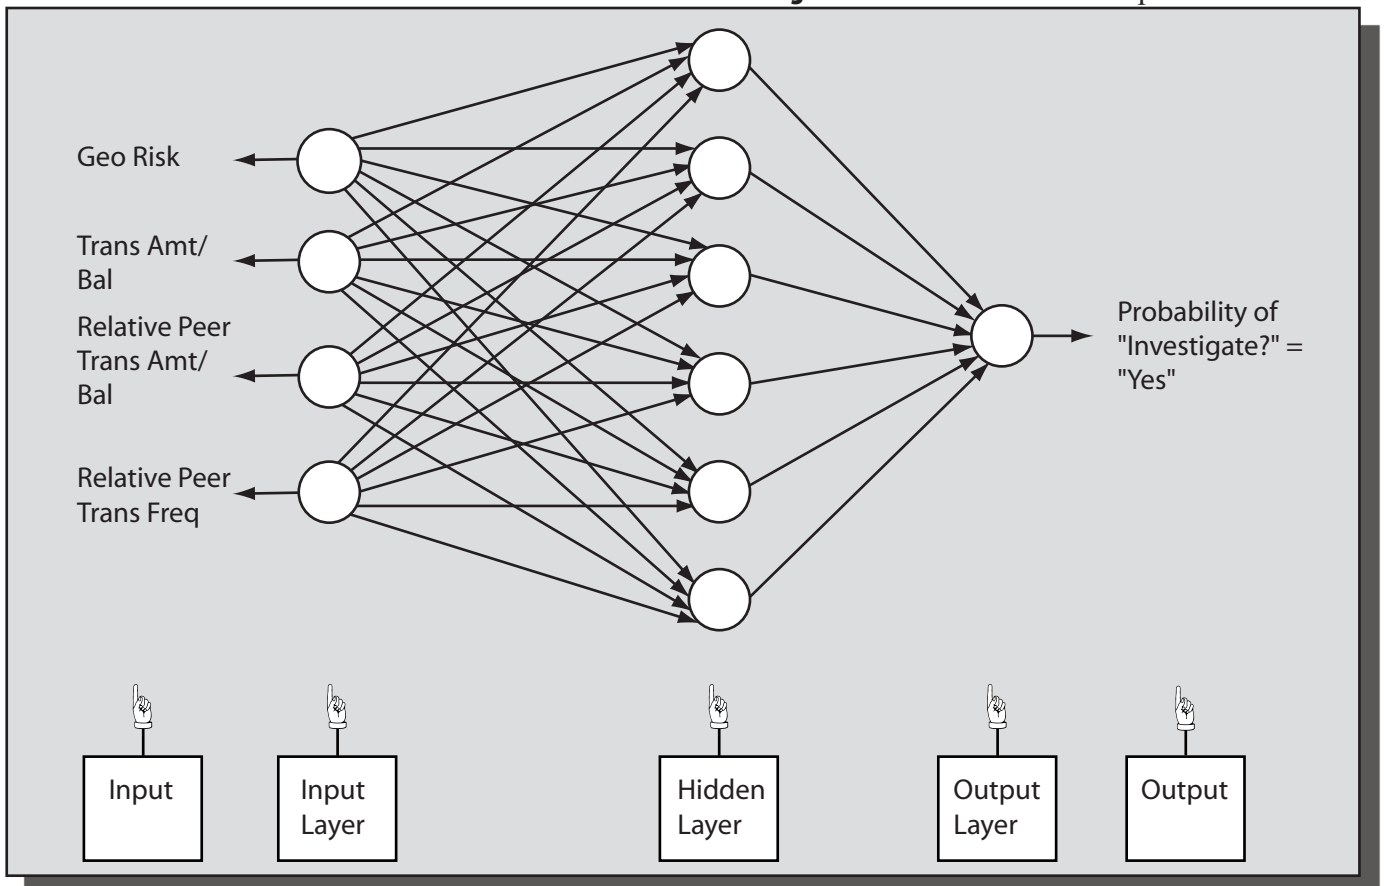 Geo Risk
Trans Amt/
Bal
Relative Peer
Trans Amt/
Bal
Relative Peer
Trans Freq
Probability of
"Investigate?" =
"Yes"
Input
Input
Layer
Hidden
Layer
Output
Layer
Output